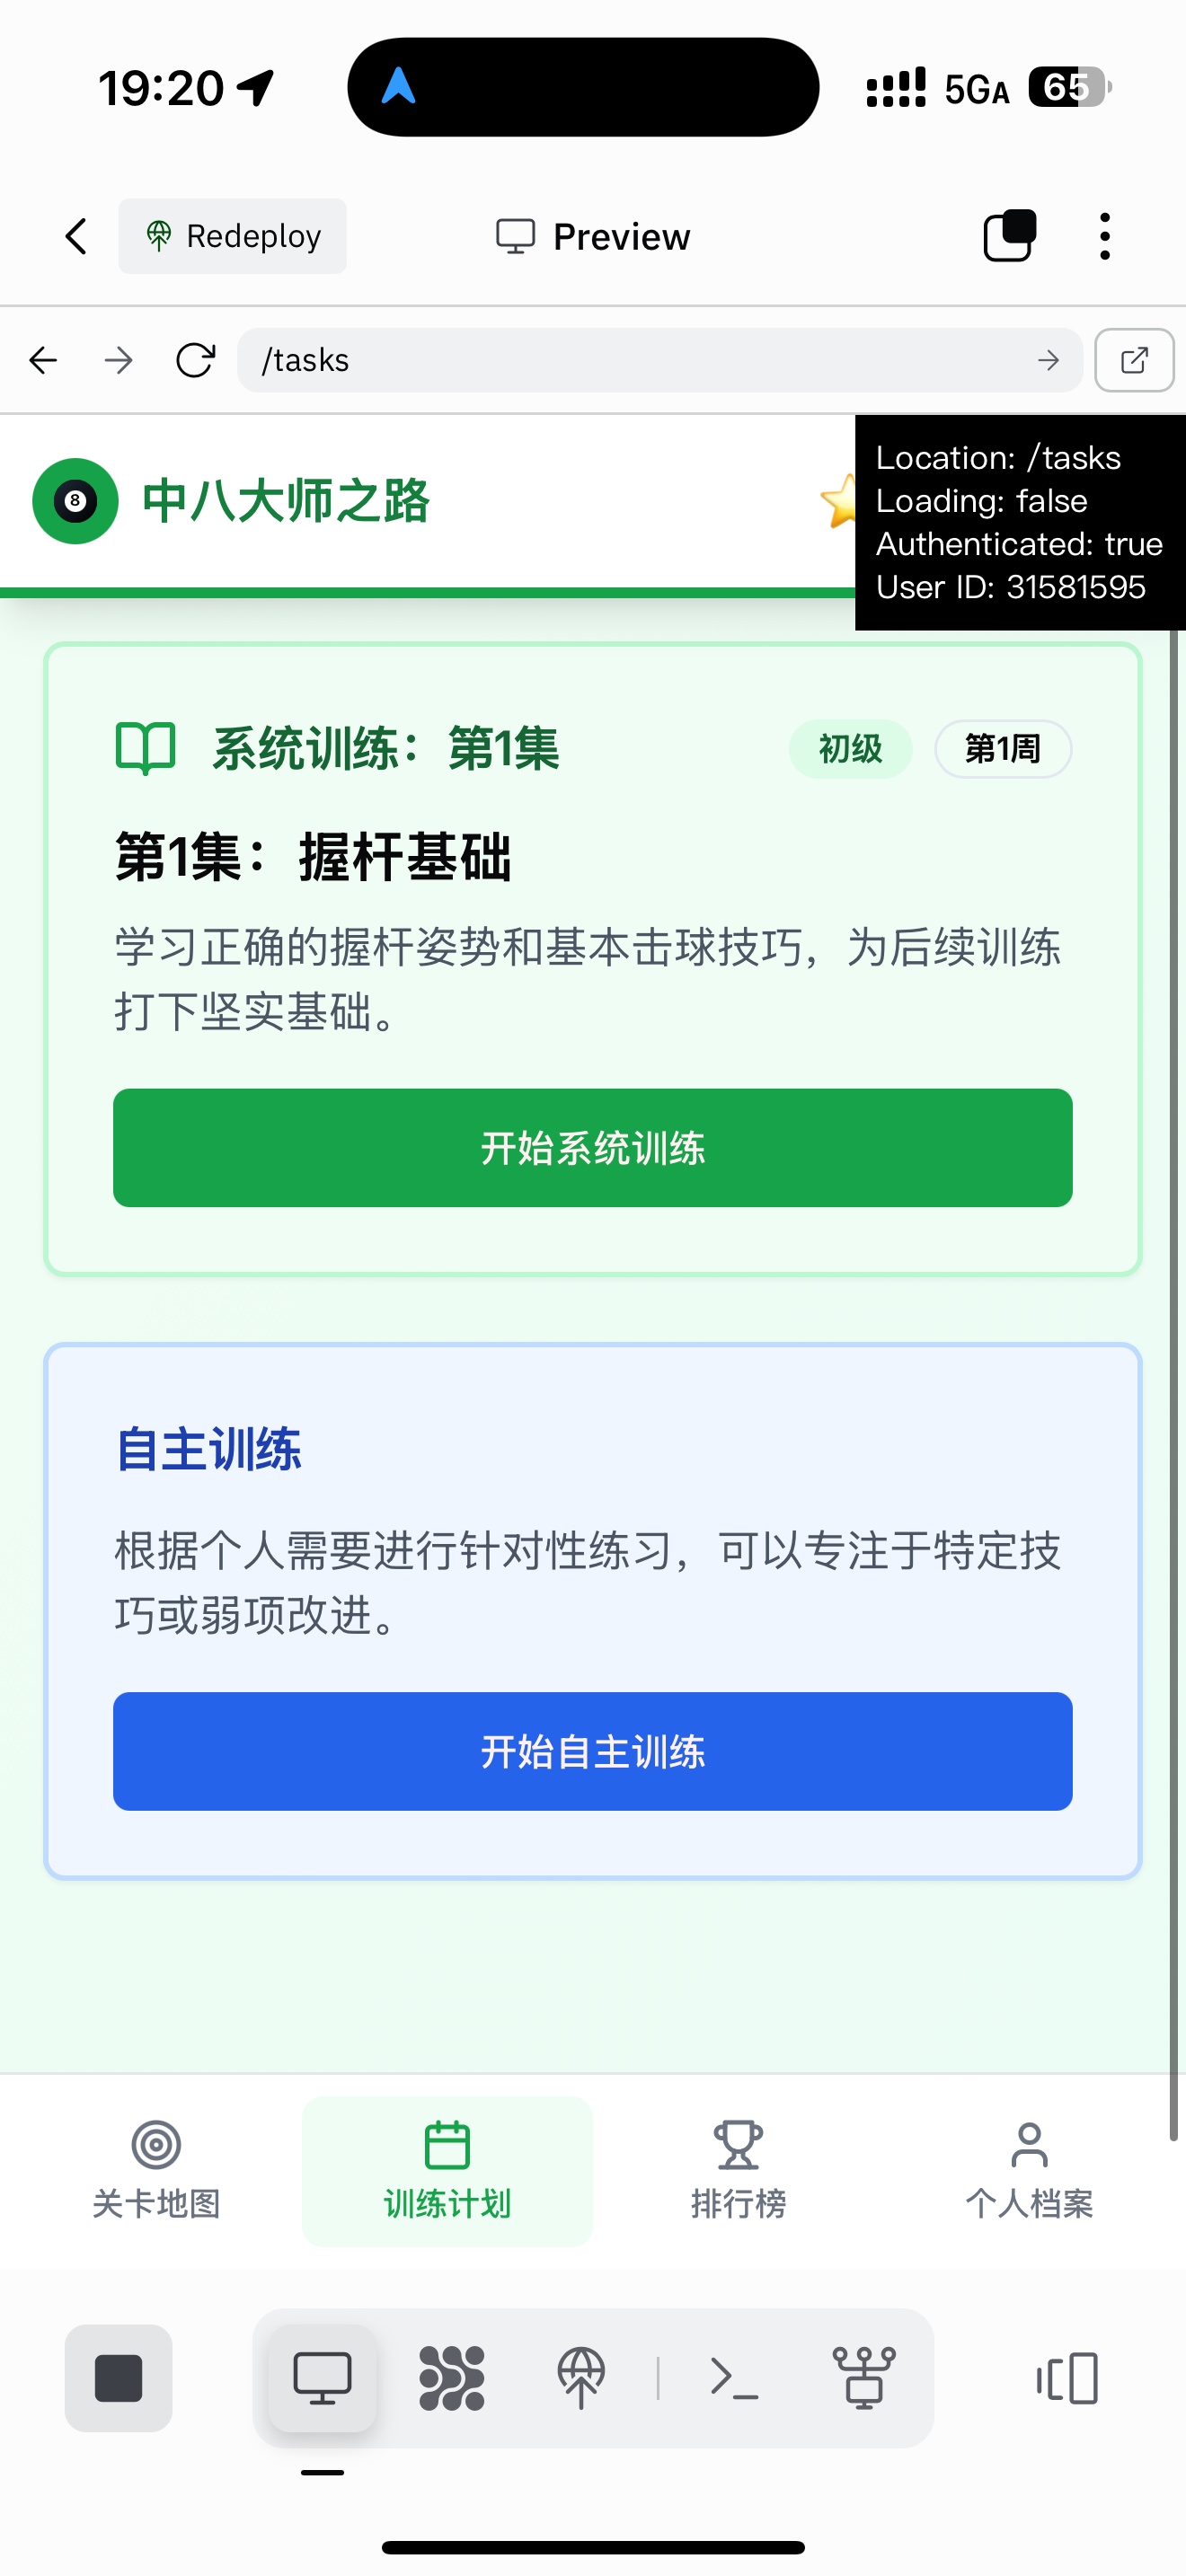 19:20
5GA
65
Redeploy
Preview
/tasks
8
中八大师之路
Location: /tasks
Loading: false
Authenticated: true
User ID: 31581595
系统训练：第1集
初级
第1周
第1集：握杆基础
学习正确的握杆姿势和基本击球技巧，为后续训练
打下坚实基础。
开始系统训练
自主训练
根据个人需要进行针对性练习，可以专注于特定技
巧或弱项改进。
开始自主训练
关卡地图
训练计划
排行榜
个人档案